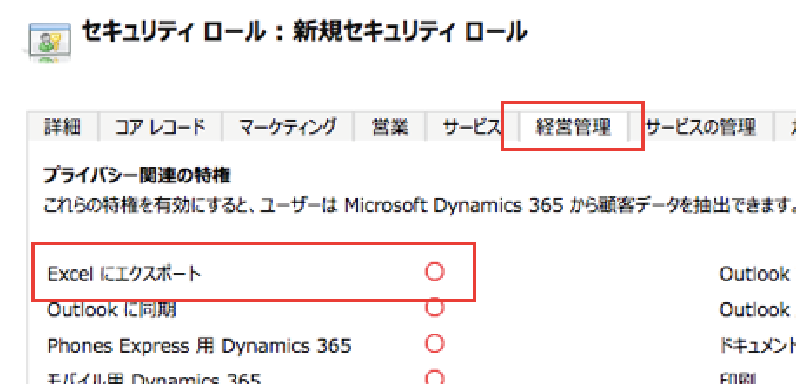 セキュリティ ロール : 新規セキュリティ ロール
詳細 コア レコード マーケティング 営業 サービス 経営管理 サービスの管理
プライバシー関連の特権
これらの特権を有効にすると、ユーザーは Microsoft Dynamics 365 から顧客データを抽出できます。
Excel にエクスポート Outlook
Outlook に同期 Outlook
Phones Express 用 Dynamics 365 ドキュメント
モバイル用 Dynamics 365 印刷